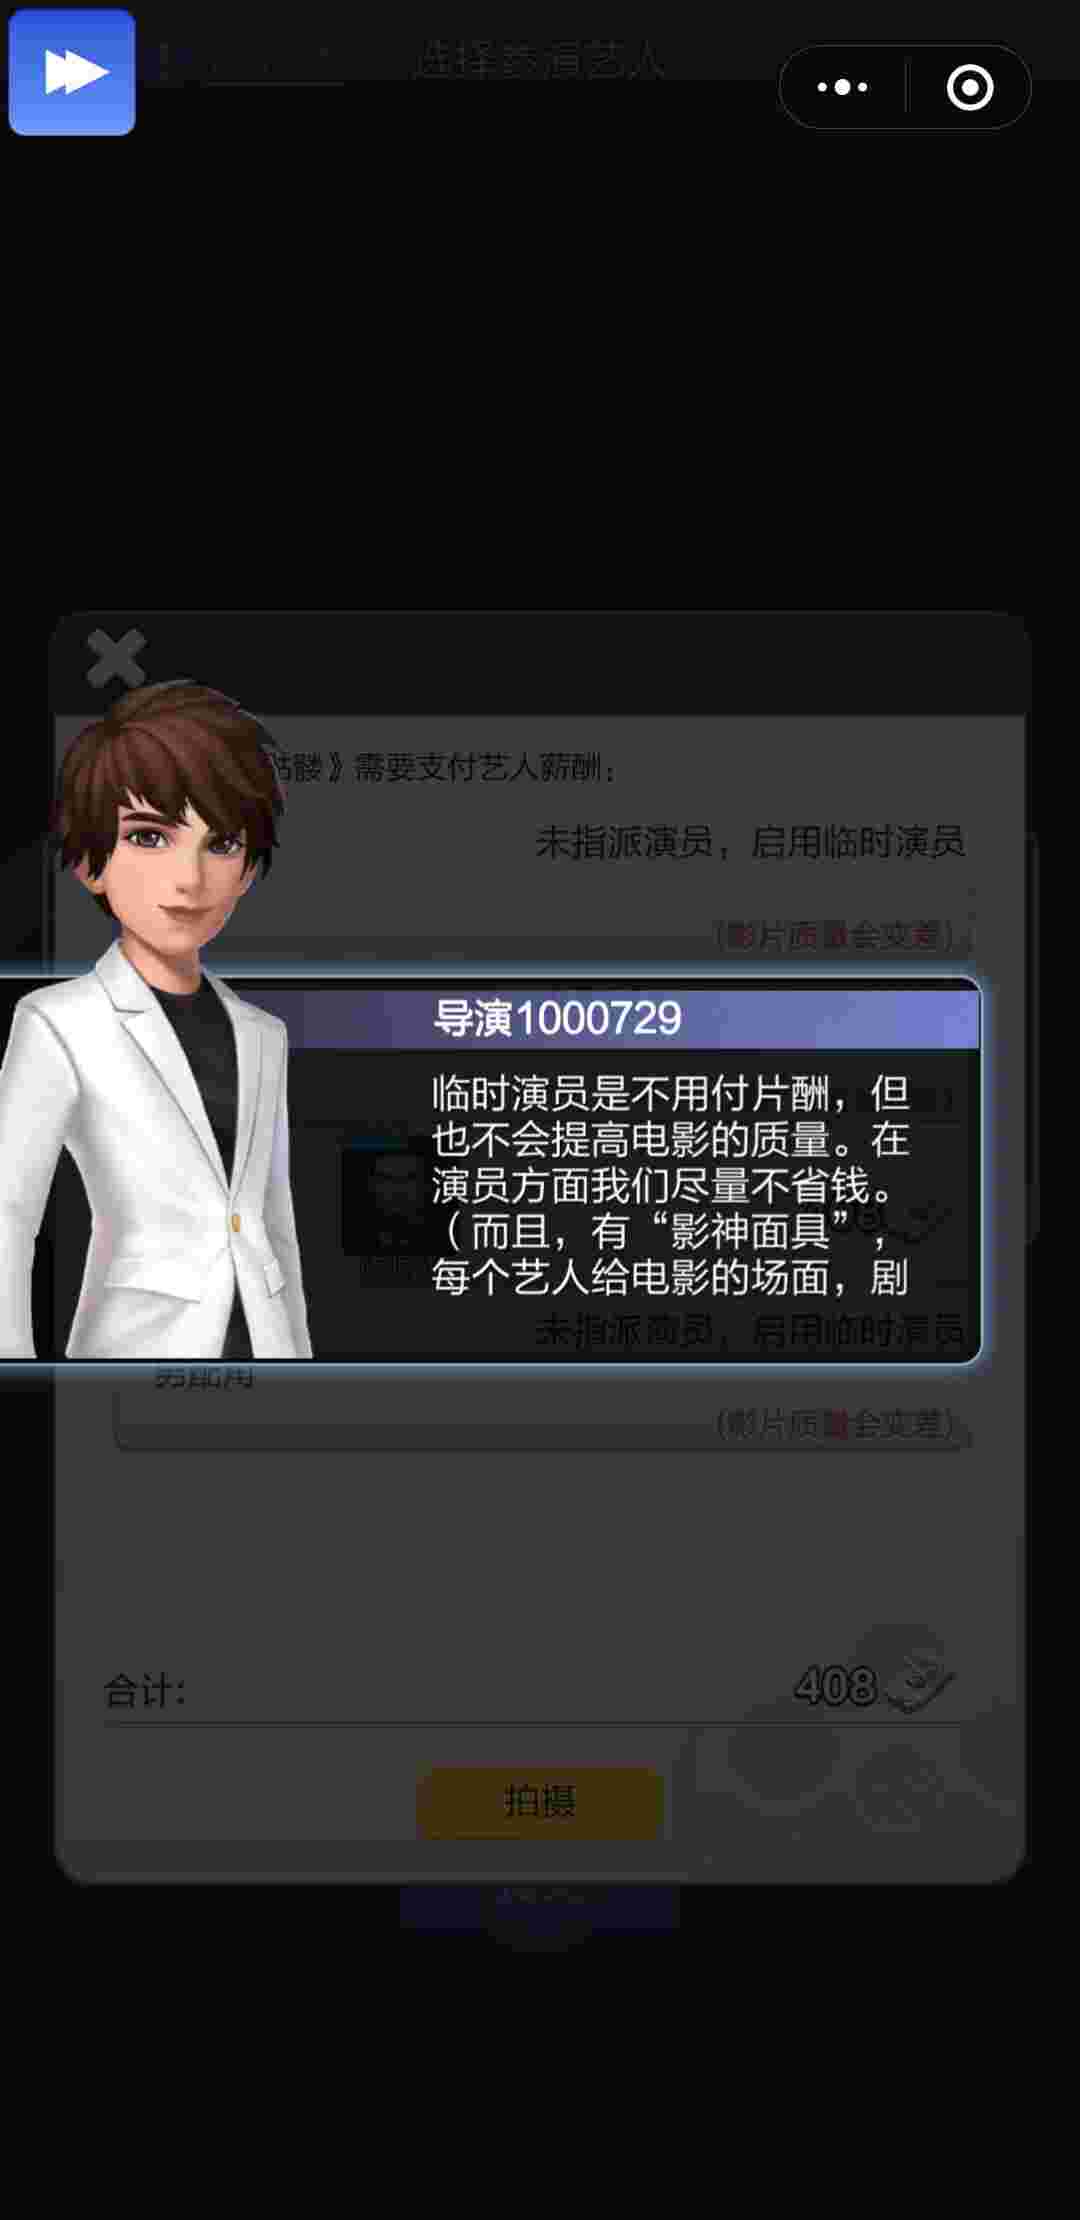 选择参演艺人
骷髅》需要支付艺人薪酬：
未指派演员，启用临时演员
(影片质量会变差)
导演1000729
临时演员是不用付片酬，但
也不会提高电影的质量。在
演员方面我们尽量不省钱。
（而且，有“影神面具”，
每个艺人给电影的场面，剧
未指派演员，启用临时演员
男配角
(影片质量会变差)
合计：
408
拍摄